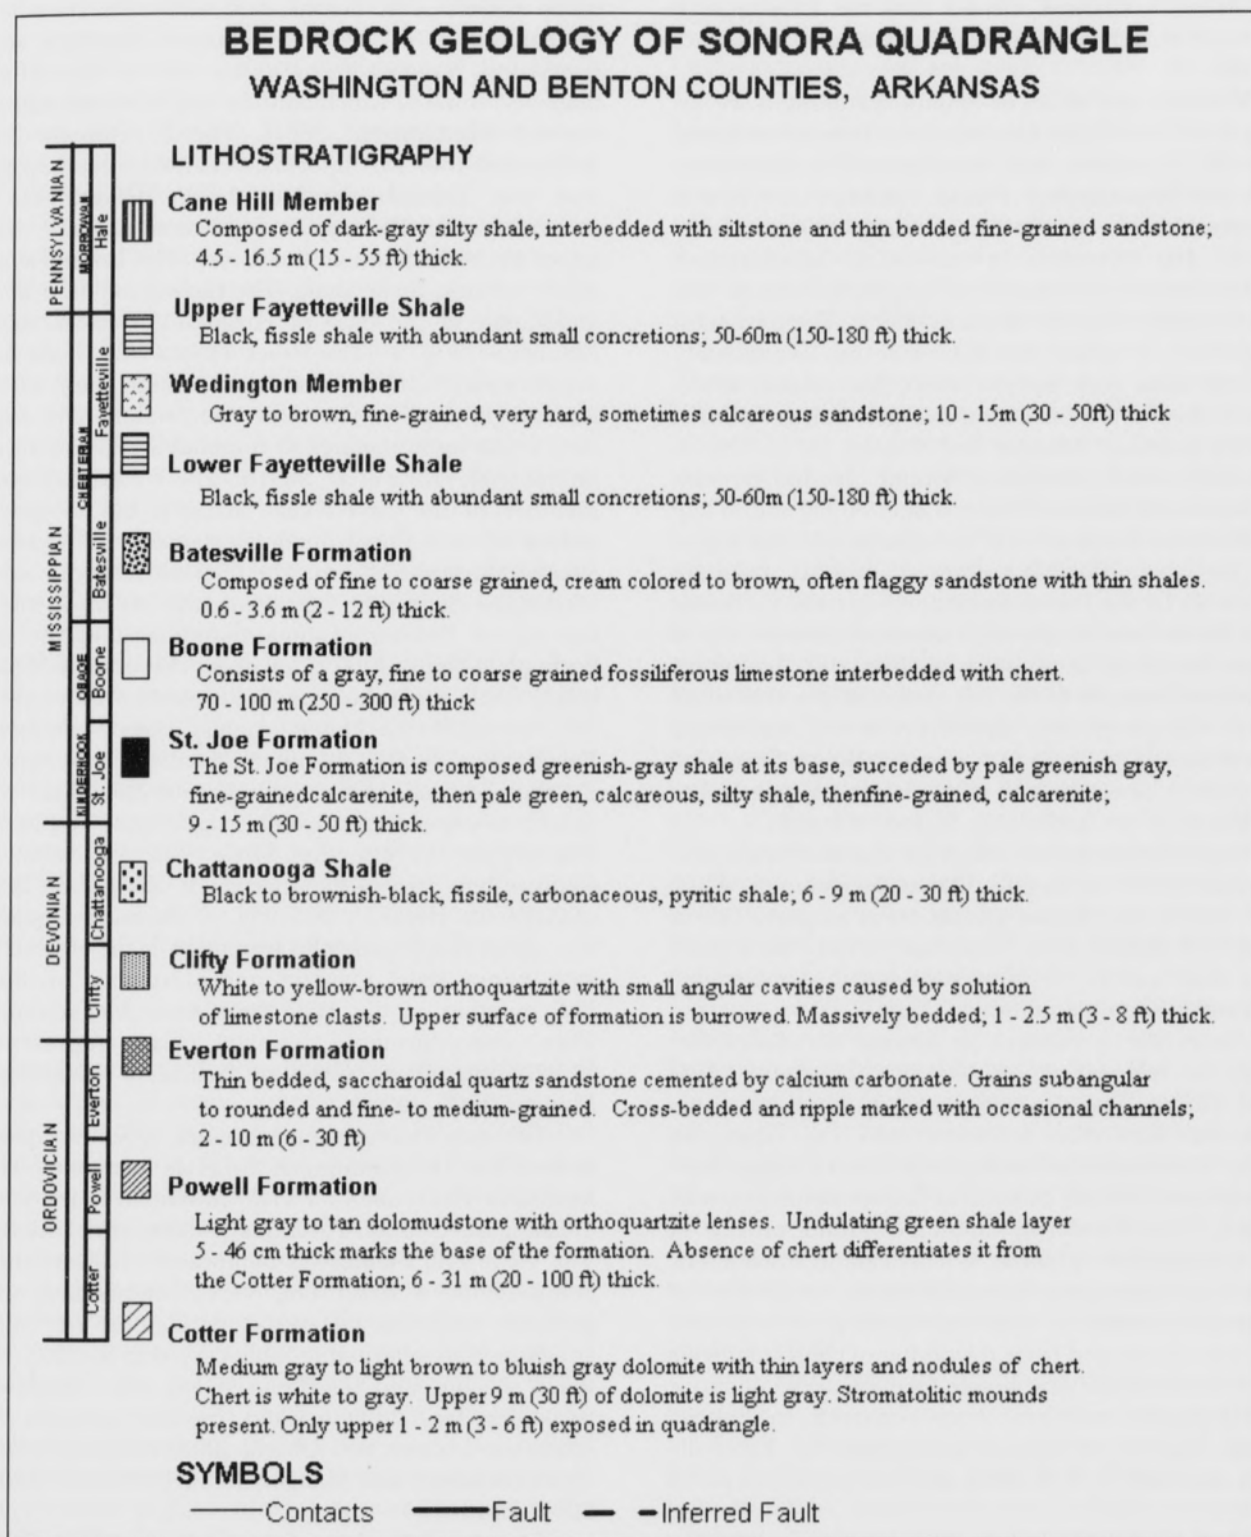 BEDROCK GEOLOGY OF SONORA QUADRANGLE
WASHINGTON AND BENTON COUNTIES, ARKANSAS
LITHOSTRATIGRAPHY
PENNSYLVANIAN
MORROWAN
Hale
Cane Hill Member
Composed of dark-gray silty shale, interbedded with siltstone and thin bedded fine-grained sandstone;
4.5 - 16.5 m (15 - 55 ft) thick.
MISSISSIPPIAN
CHESTERIAN
Fayetteville
Upper Fayetteville Shale
Black, fissle shale with abundant small concretions; 50-60m (150-180 ft) thick.
Wedington Member
Gray to brown, fine-grained, very hard, sometimes calcareous sandstone; 10 - 15m (30 - 50ft) thick
Lower Fayetteville Shale
Black, fissle shale with abundant small concretions; 50-60m (150-180 ft) thick.
Batesville
Batesville Formation
Composed of fine to coarse grained, cream colored to brown, often flaggy sandstone with thin shales.
0.6 - 3.6 m (2 - 12 ft) thick.
OSAGE
Boone
Boone Formation
Consists of a gray, fine to coarse grained fossiliferous limestone interbedded with chert.
70 - 100 m (250 - 300 ft) thick
KINDERHOOK
St. Joe
St. Joe Formation
The St. Joe Formation is composed greenish-gray shale at its base, succeded by pale greenish gray,
fine-grainedcalcarenite, then pale green, calcareous, silty shale, thenfine-grained, calcarenite;
9 - 15 m (30 - 50 ft) thick.
DEVONIAN
Chattanooga
Chattanooga Shale
Black to brownish-black, fissile, carbonaceous, pyritic shale; 6 - 9 m (20 - 30 ft) thick.
Clifty
Clifty Formation
White to yellow-brown orthoquartzite with small angular cavities caused by solution
of limestone clasts. Upper surface of formation is burrowed. Massively bedded; 1 - 2.5 m (3 - 8 ft) thick.
ORDOVICIAN
Everton
Everton Formation
Thin bedded, saccharoidal quartz sandstone cemented by calcium carbonate. Grains subangular
to rounded and fine- to medium-grained. Cross-bedded and ripple marked with occasional channels;
2 - 10 m (6 - 30 ft)
Powell
Powell Formation
Light gray to tan dolomudstone with orthoquartzite lenses. Undulating green shale layer
5 - 46 cm thick marks the base of the formation. Absence of chert differentiates it from
the Cotter Formation; 6 - 31 m (20 - 100 ft) thick.
Cotter
Cotter Formation
Medium gray to light brown to bluish gray dolomite with thin layers and nodules of chert.
Chert is white to gray. Upper 9 m (30 ft) of dolomite is light gray. Stromatolitic mounds
present. Only upper 1 - 2 m (3 - 6 ft) exposed in quadrangle.
SYMBOLS
Contacts Fault Inferred Fault